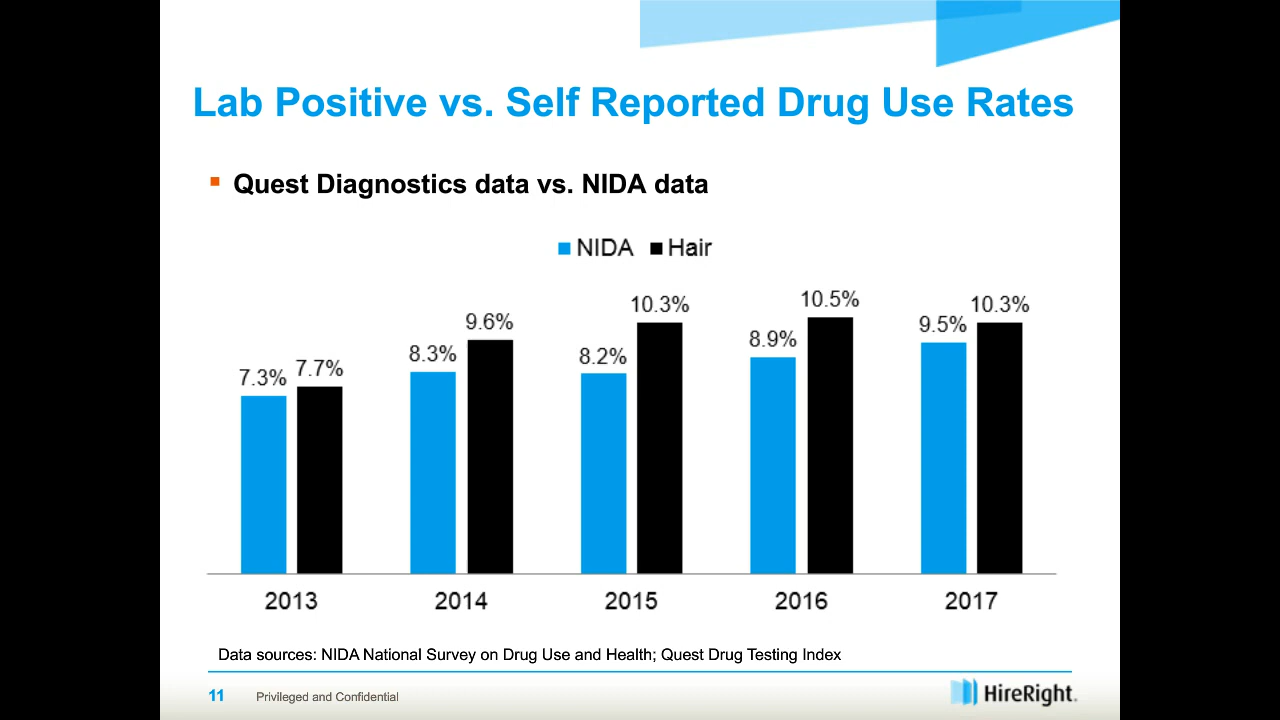 Lab Positive vs. Self Reported Drug Use Rates
▪ Quest Diagnostics data vs. NIDA data
NIDA Hair
7.3% 7.7% 8.3% 9.6% 8.2% 10.3% 8.9% 10.5% 9.5% 10.3%
2013 2014 2015 2016 2017
Data sources: NIDA National Survey on Drug Use and Health; Quest Drug Testing Index
11 Privileged and Confidential HireRight.